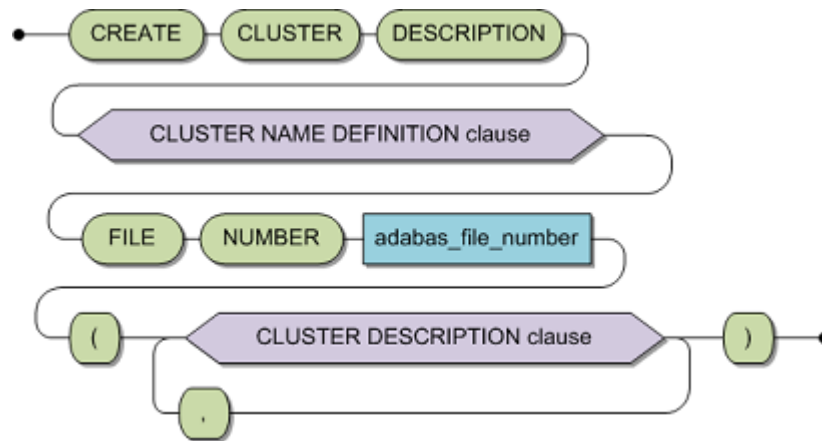 CREATE CLUSTER DESCRIPTION
CLUSTER NAME DEFINITION clause
FILE NUMBER adabas_file_number
( CLUSTER DESCRIPTION clause )
,